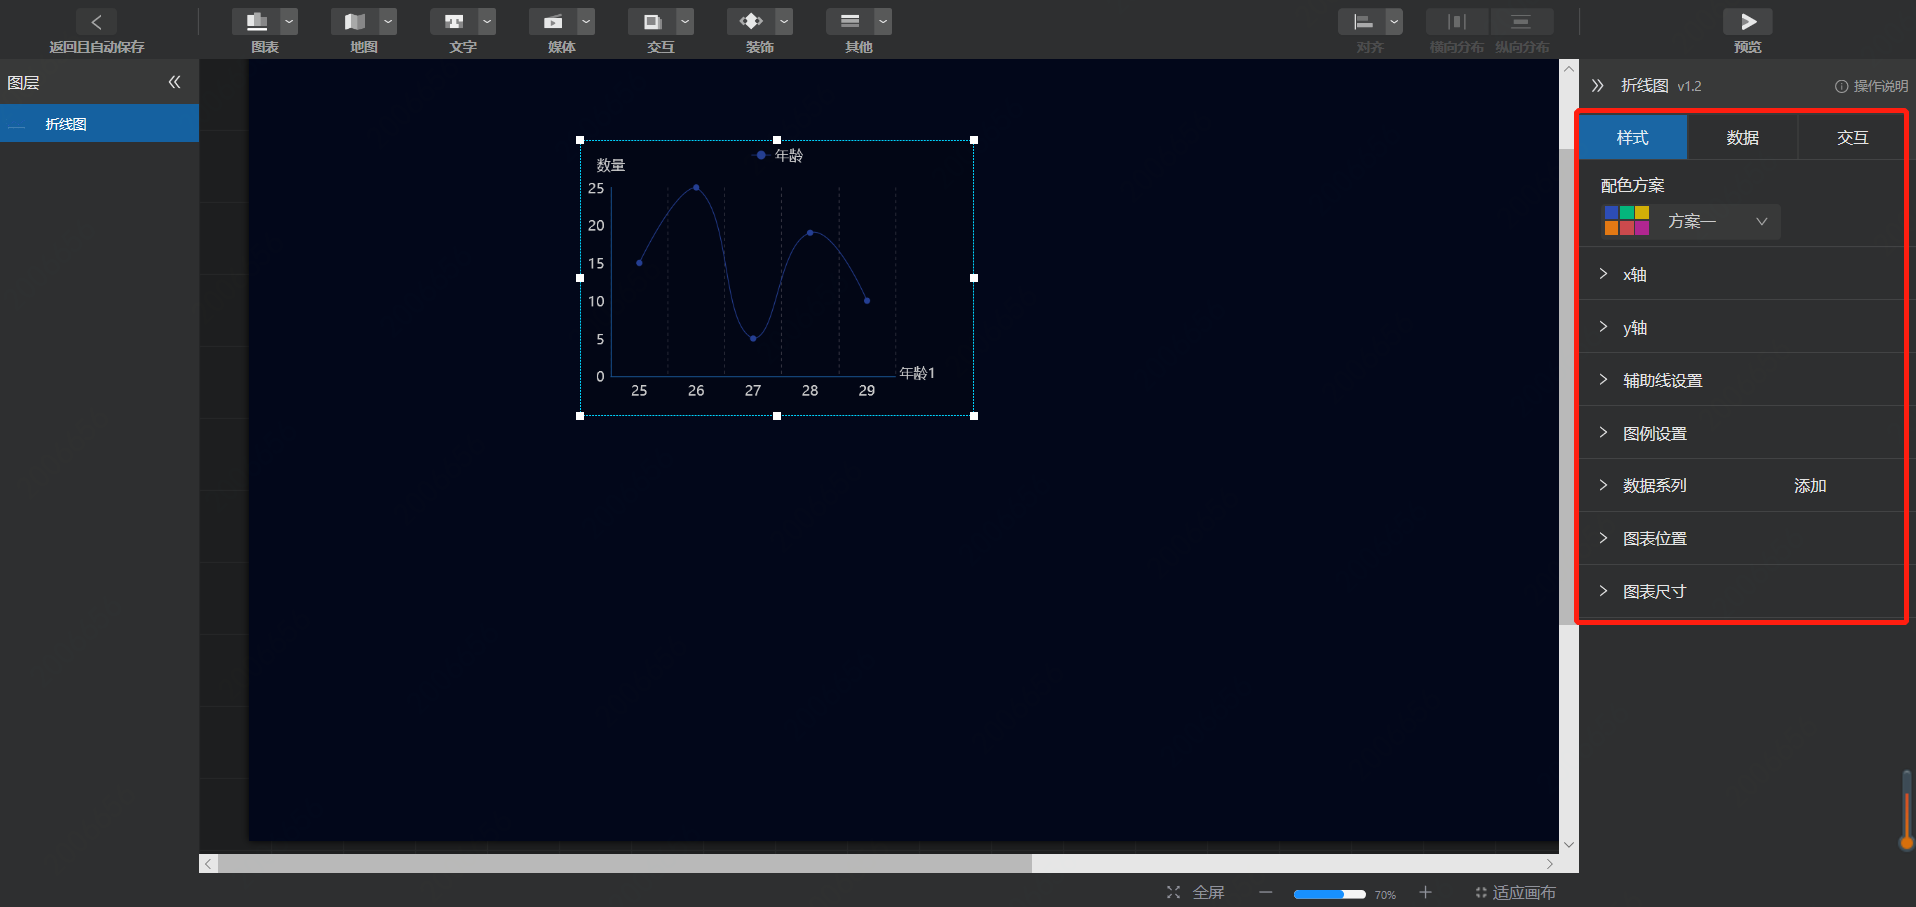 返回且自动保存
图表
地图
文字
媒体
交互
装饰
其他
对齐
横向分布
纵向分布
预览
图层
折线图
数量
年龄
25
20
15
10
5
0
25 26 27 28 29
年龄1
折线图 v1.2
操作说明
样式 数据 交互
配色方案
方案一
x轴
y轴
辅助线设置
图例设置
数据系列 添加
图表位置
图表尺寸
全屏
70%
适应画布